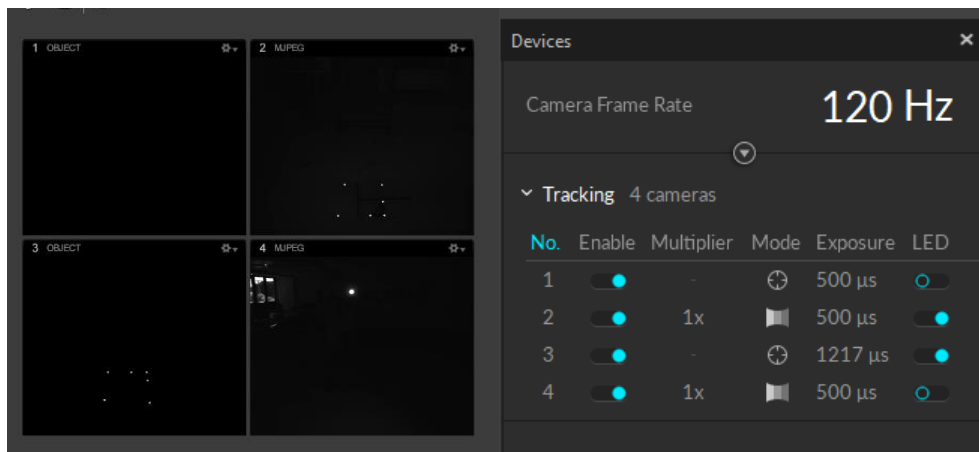 1 OBJECT
2 MJPEG
3 OBJECT
4 MJPEG
Devices
Camera Frame Rate 120 Hz
Tracking 4 cameras
No. Enable Multiplier Mode Exposure LED
1 - 500 µs
2 1x 500 µs
3 - 1217 µs
4 1x 500 µs